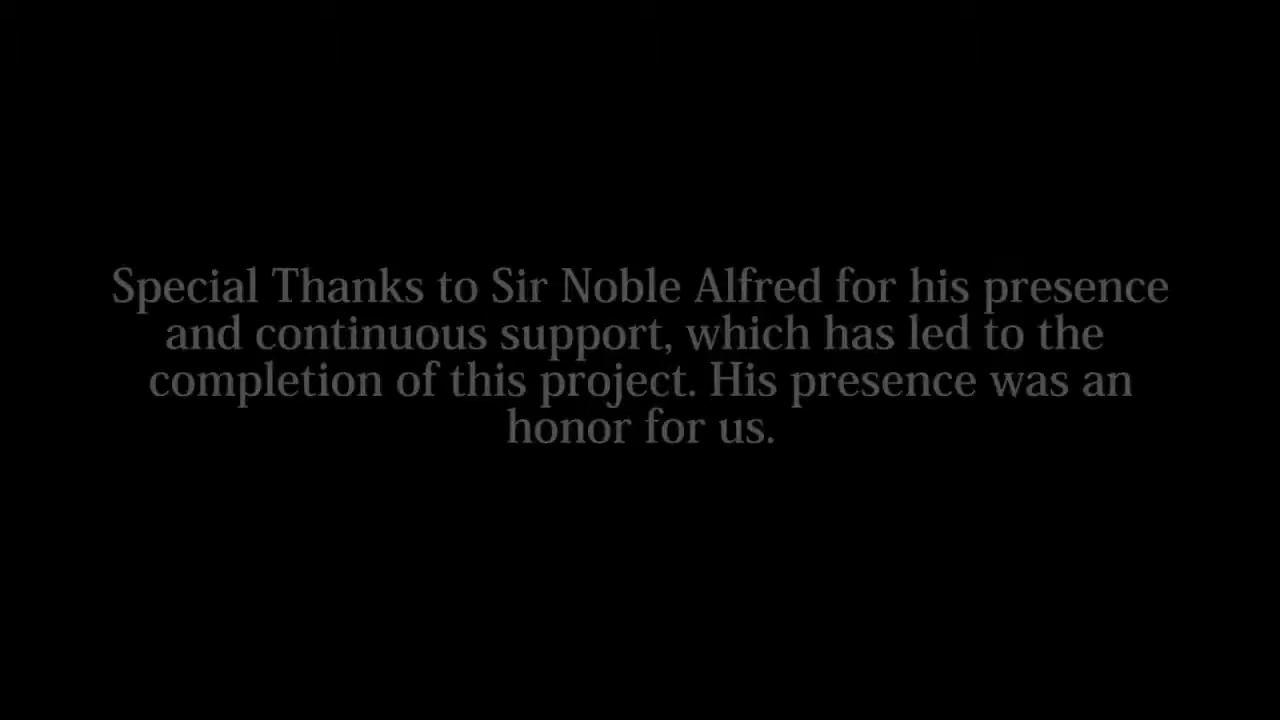 Special Thanks to Sir Noble Alfred for his presence
and continuous support, which has led to the
completion of this project. His presence was an
honor for us.